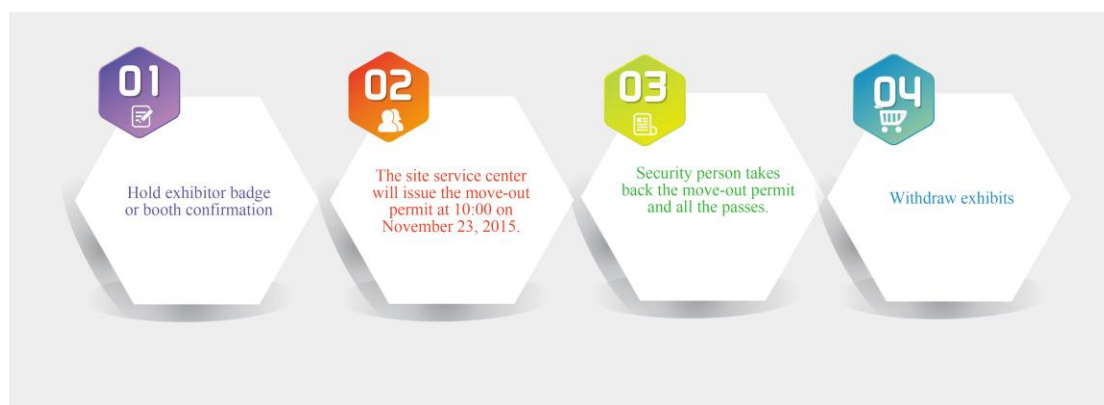 01
Hold exhibitor badge
or booth confirmation
02
The site service center
will issue the move-out
permit at 10:00 on
November 23, 2015.
03
Security person takes
back the move-out permit
and all the passes.
04
Withdraw exhibits